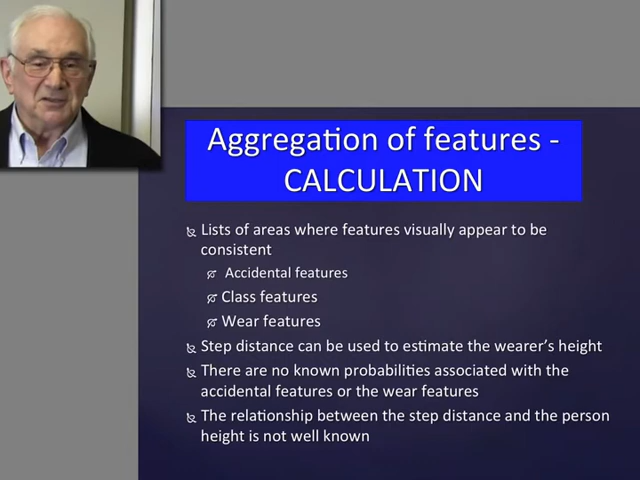 Aggregation of features -
CALCULATION
Lists of areas where features visually appear to be
consistent
Accidental features
Class features
Wear features
Step distance can be used to estimate the wearer's height
There are no known probabilities associated with the
accidental features or the wear features
The relationship between the step distance and the person
height is not well known